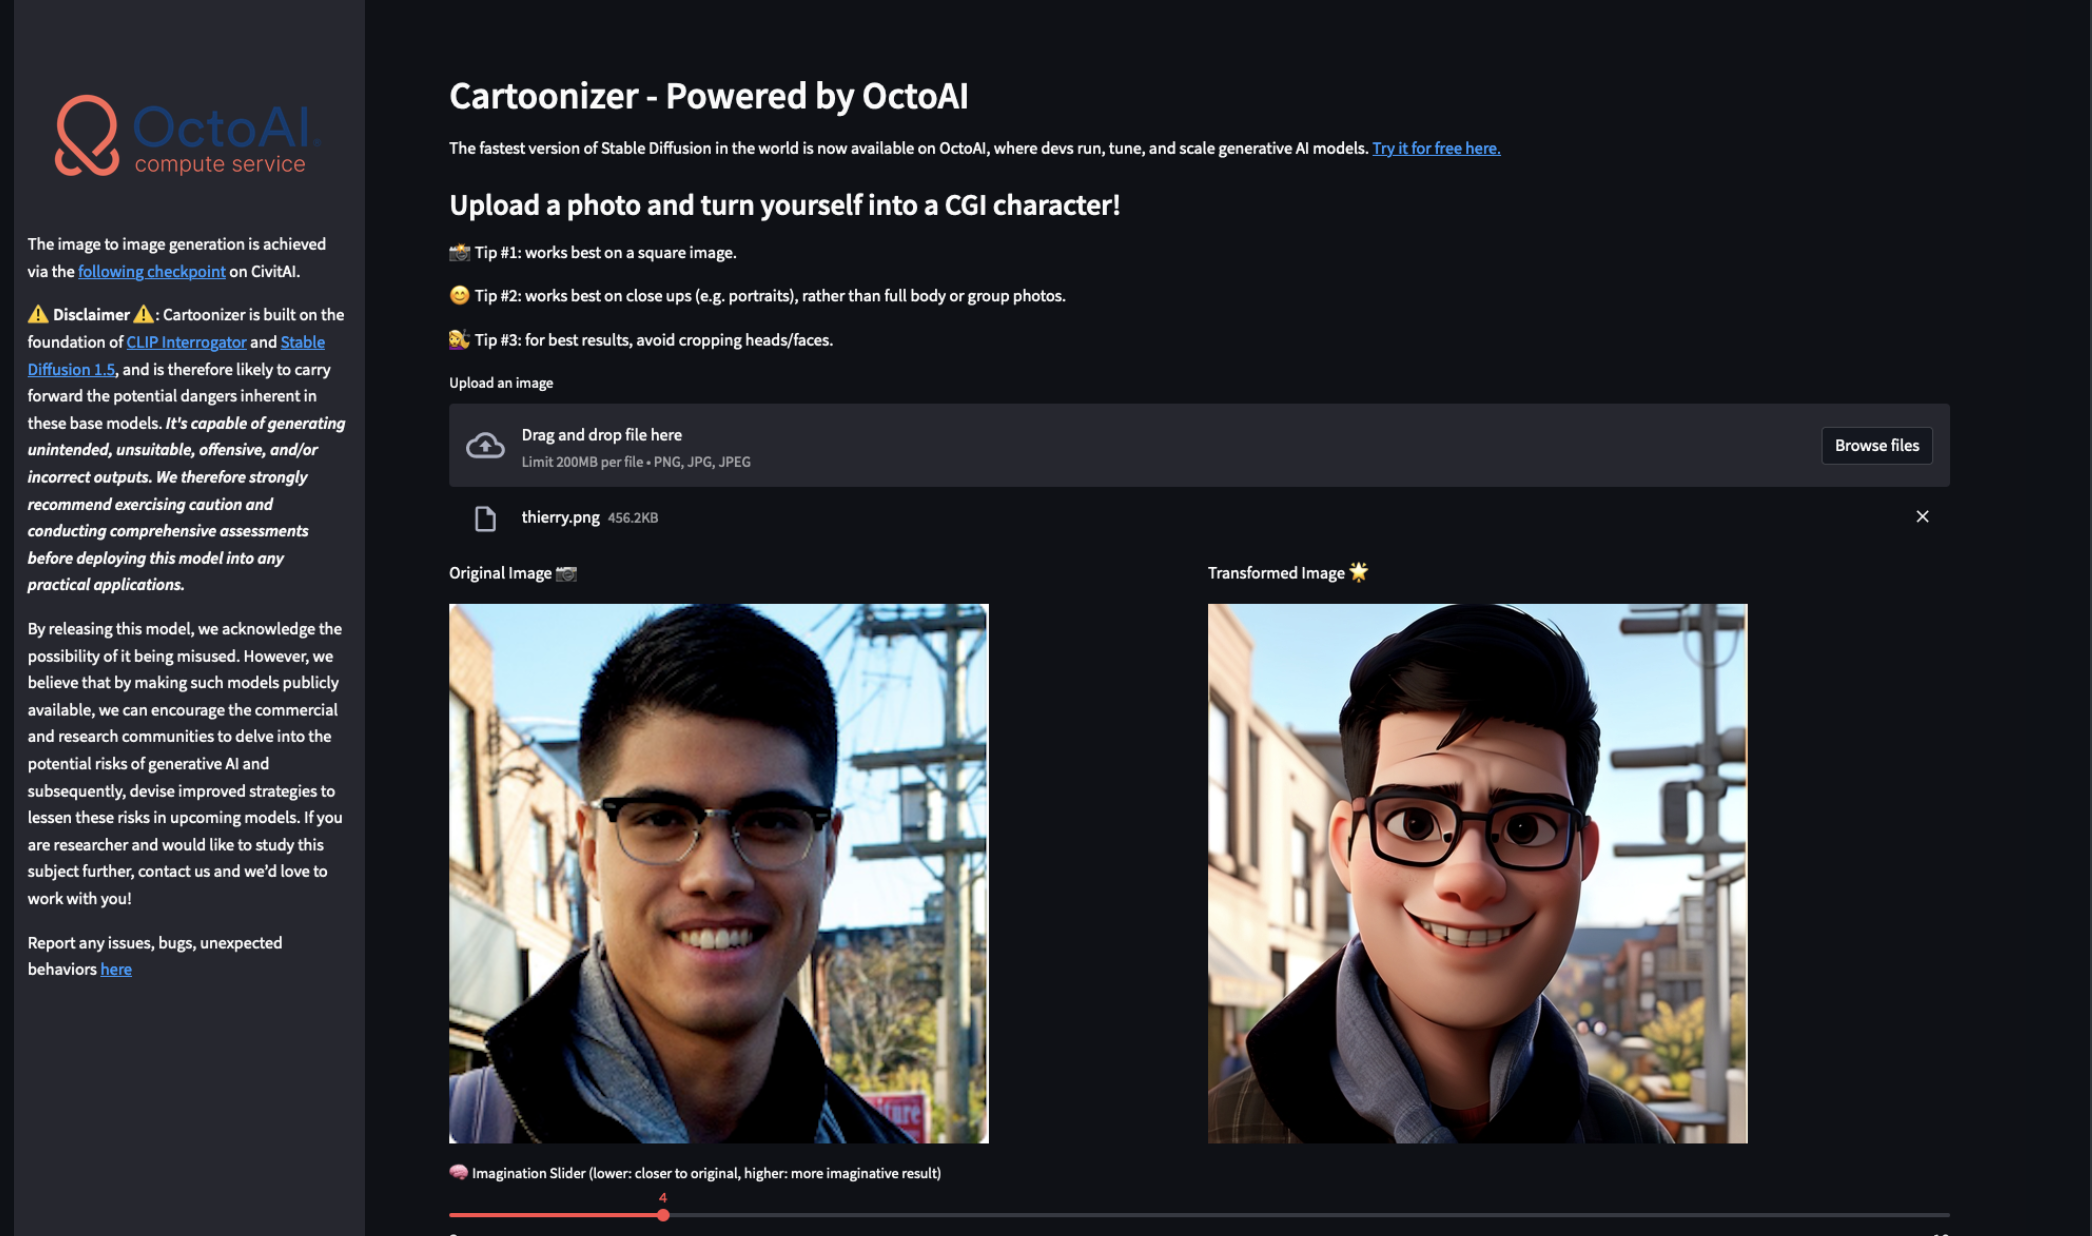 OctoAI
compute service
The image to image generation is achieved
via the following checkpoint on CivitAI.
⚠️ Disclaimer ⚠️: Cartoonizer is built on the
foundation of CLIP Interrogator and Stable
Diffusion 1.5, and is therefore likely to carry
forward the potential dangers inherent in
these base models. It's capable of generating
unintended, unsuitable, offensive, and/or
incorrect outputs. We therefore strongly
recommend exercising caution and
conducting comprehensive assessments
before deploying this model into any
practical applications.
By releasing this model, we acknowledge the
possibility of it being misused. However, we
believe that by making such models publicly
available, we can encourage the commercial
and research communities to delve into the
potential risks of generative AI and
subsequently, devise improved strategies to
lessen these risks in upcoming models. If you
are researcher and would like to study this
subject further, contact us and we'd love to
work with you!
Report any issues, bugs, unexpected
behaviors here
Cartoonizer - Powered by OctoAI
The fastest version of Stable Diffusion in the world is now available on OctoAI, where devs run, tune, and scale generative AI models. Try it for free here.
Upload a photo and turn yourself into a CGI character!
📸 Tip #1: works best on a square image.
😊 Tip #2: works best on close ups (e.g. portraits), rather than full body or group photos.
💇 Tip #3: for best results, avoid cropping heads/faces.
Upload an image
Drag and drop file here
Limit 200MB per file • PNG, JPG, JPEG
Browse files
thierry.png 456.2KB
Original Image 📷
Transformed Image 🌟
🧠 Imagination Slider (lower: closer to original, higher: more imaginative result)
4